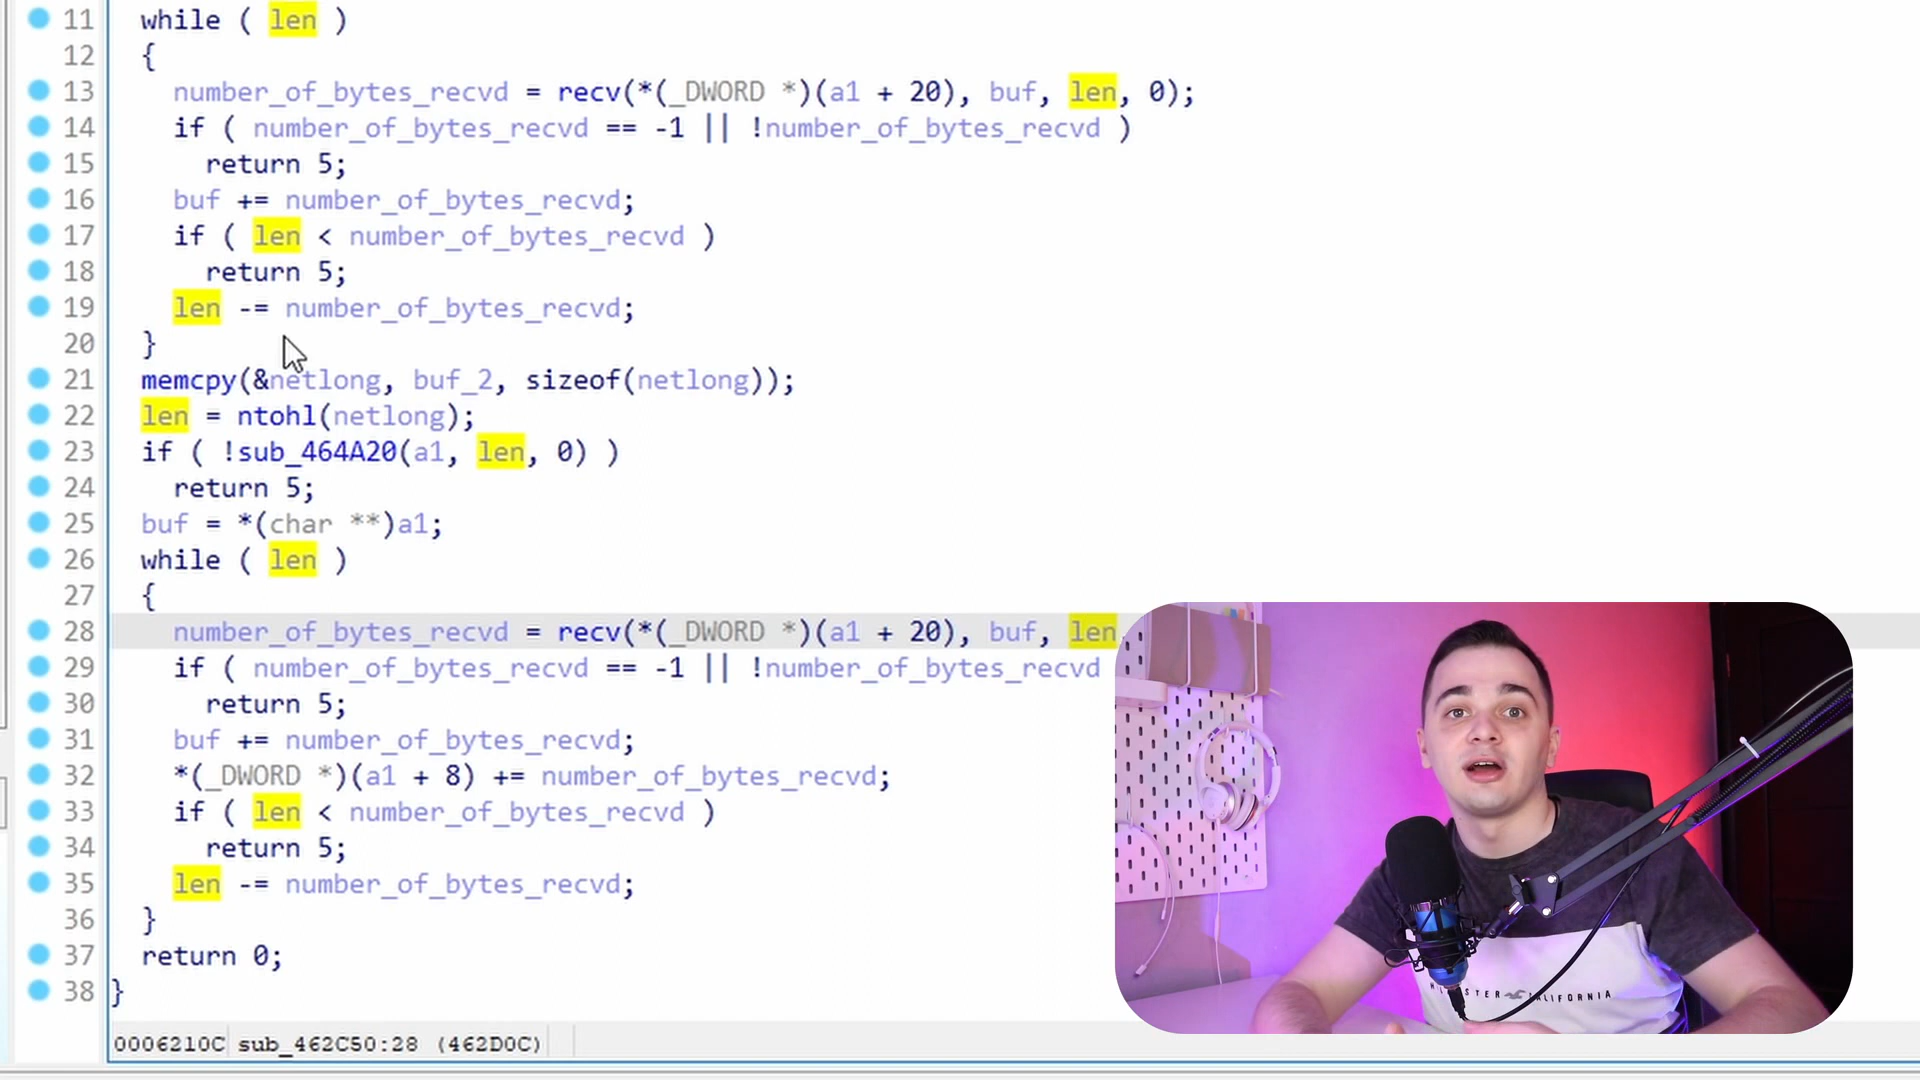 11 while ( len )
12 {
13 number_of_bytes_recvd = recv(*(_DWORD *)(a1 + 20), buf, len, 0);
14 if ( number_of_bytes_recvd == -1 || !number_of_bytes_recvd )
15 return 5;
16 buf += number_of_bytes_recvd;
17 if ( len < number_of_bytes_recvd )
18 return 5;
19 len -= number_of_bytes_recvd;
20 }
21 memcpy(&netlong, buf_2, sizeof(netlong));
22 len = ntohl(netlong);
23 if ( !sub_464A20(a1, len, 0) )
24 return 5;
25 buf = *(char **)a1;
26 while ( len )
27 {
28 number_of_bytes_recvd = recv(*(_DWORD *)(a1 + 20), buf, len
29 if ( number_of_bytes_recvd == -1 || !number_of_bytes_recvd
30 return 5;
31 buf += number_of_bytes_recvd;
32 *(_DWORD *)(a1 + 8) += number_of_bytes_recvd;
33 if ( len < number_of_bytes_recvd )
34 return 5;
35 len -= number_of_bytes_recvd;
36 }
37 return 0;
38 }
0006210C sub_462C50:28 (462D0C)